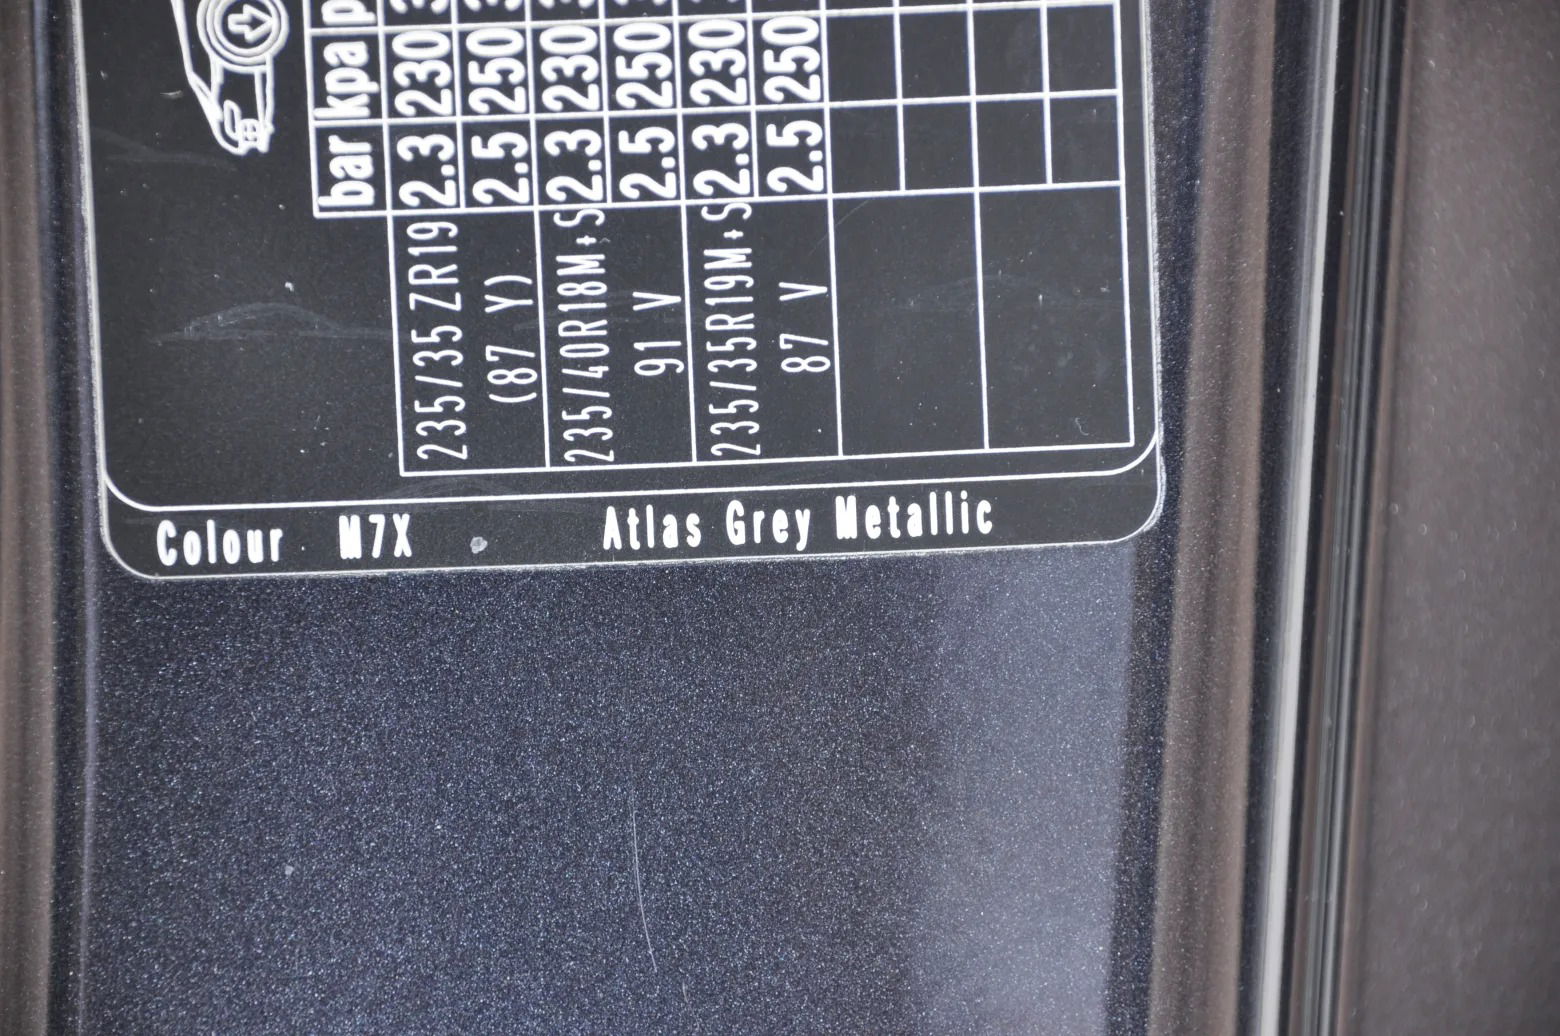 bar kpa p
235/35 ZR19 2.3 230
(87 Y) 2.5 250
235/40R18M+S 2.3 230
91 V 2.5 250
235/35R19M+S 2.3 230
87 V 2.5 250
Colour M7X Atlas Grey Metallic